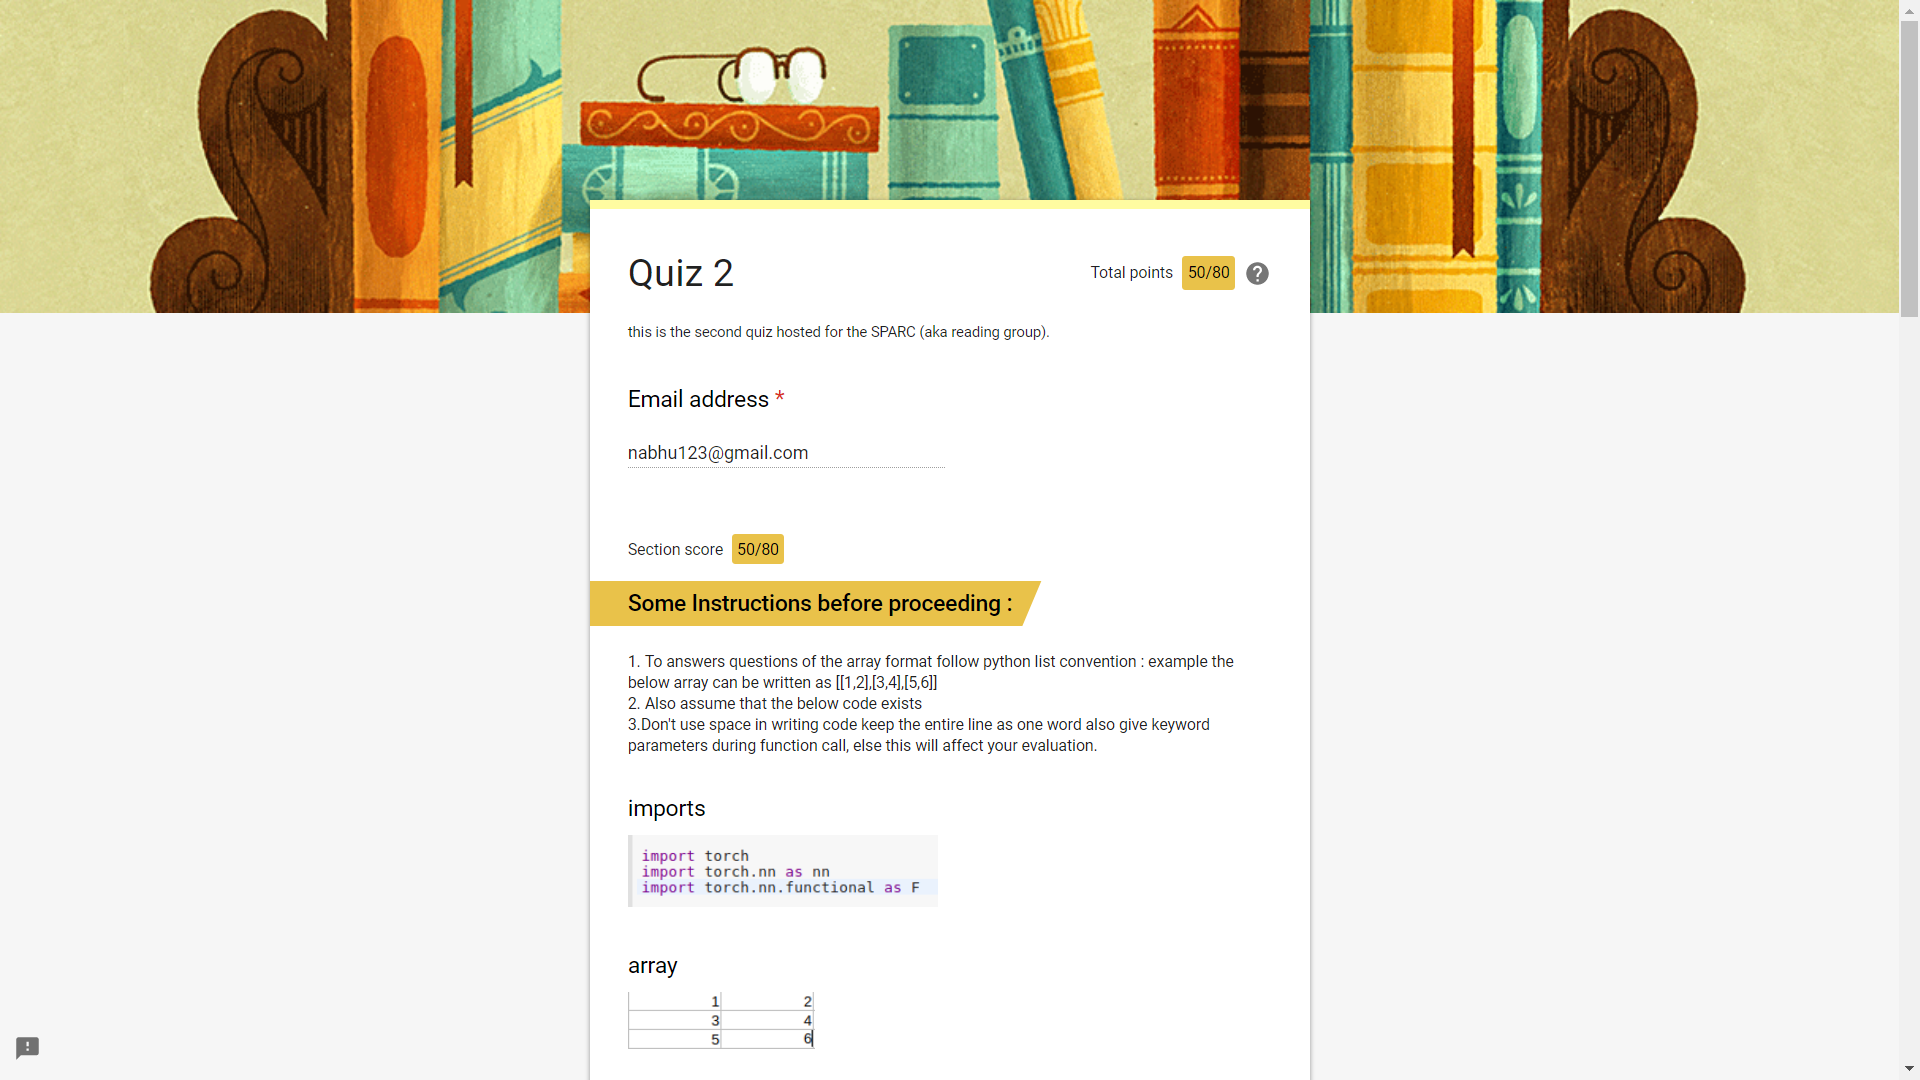 Quiz 2
Total points 50/80
this is the second quiz hosted for the SPARC (aka reading group).
Email address *
nabhu123@gmail.com
Section score 50/80
Some Instructions before proceeding :
1. To answers questions of the array format follow python list convention : example the
below array can be written as [[1,2],[3,4],[5,6]]
2. Also assume that the below code exists
3.Don't use space in writing code keep the entire line as one word also give keyword
parameters during function call, else this will affect your evaluation.
imports
import torch
import torch.nn as nn
import torch.nn.functional as F
array
1 2
3 4
5 6